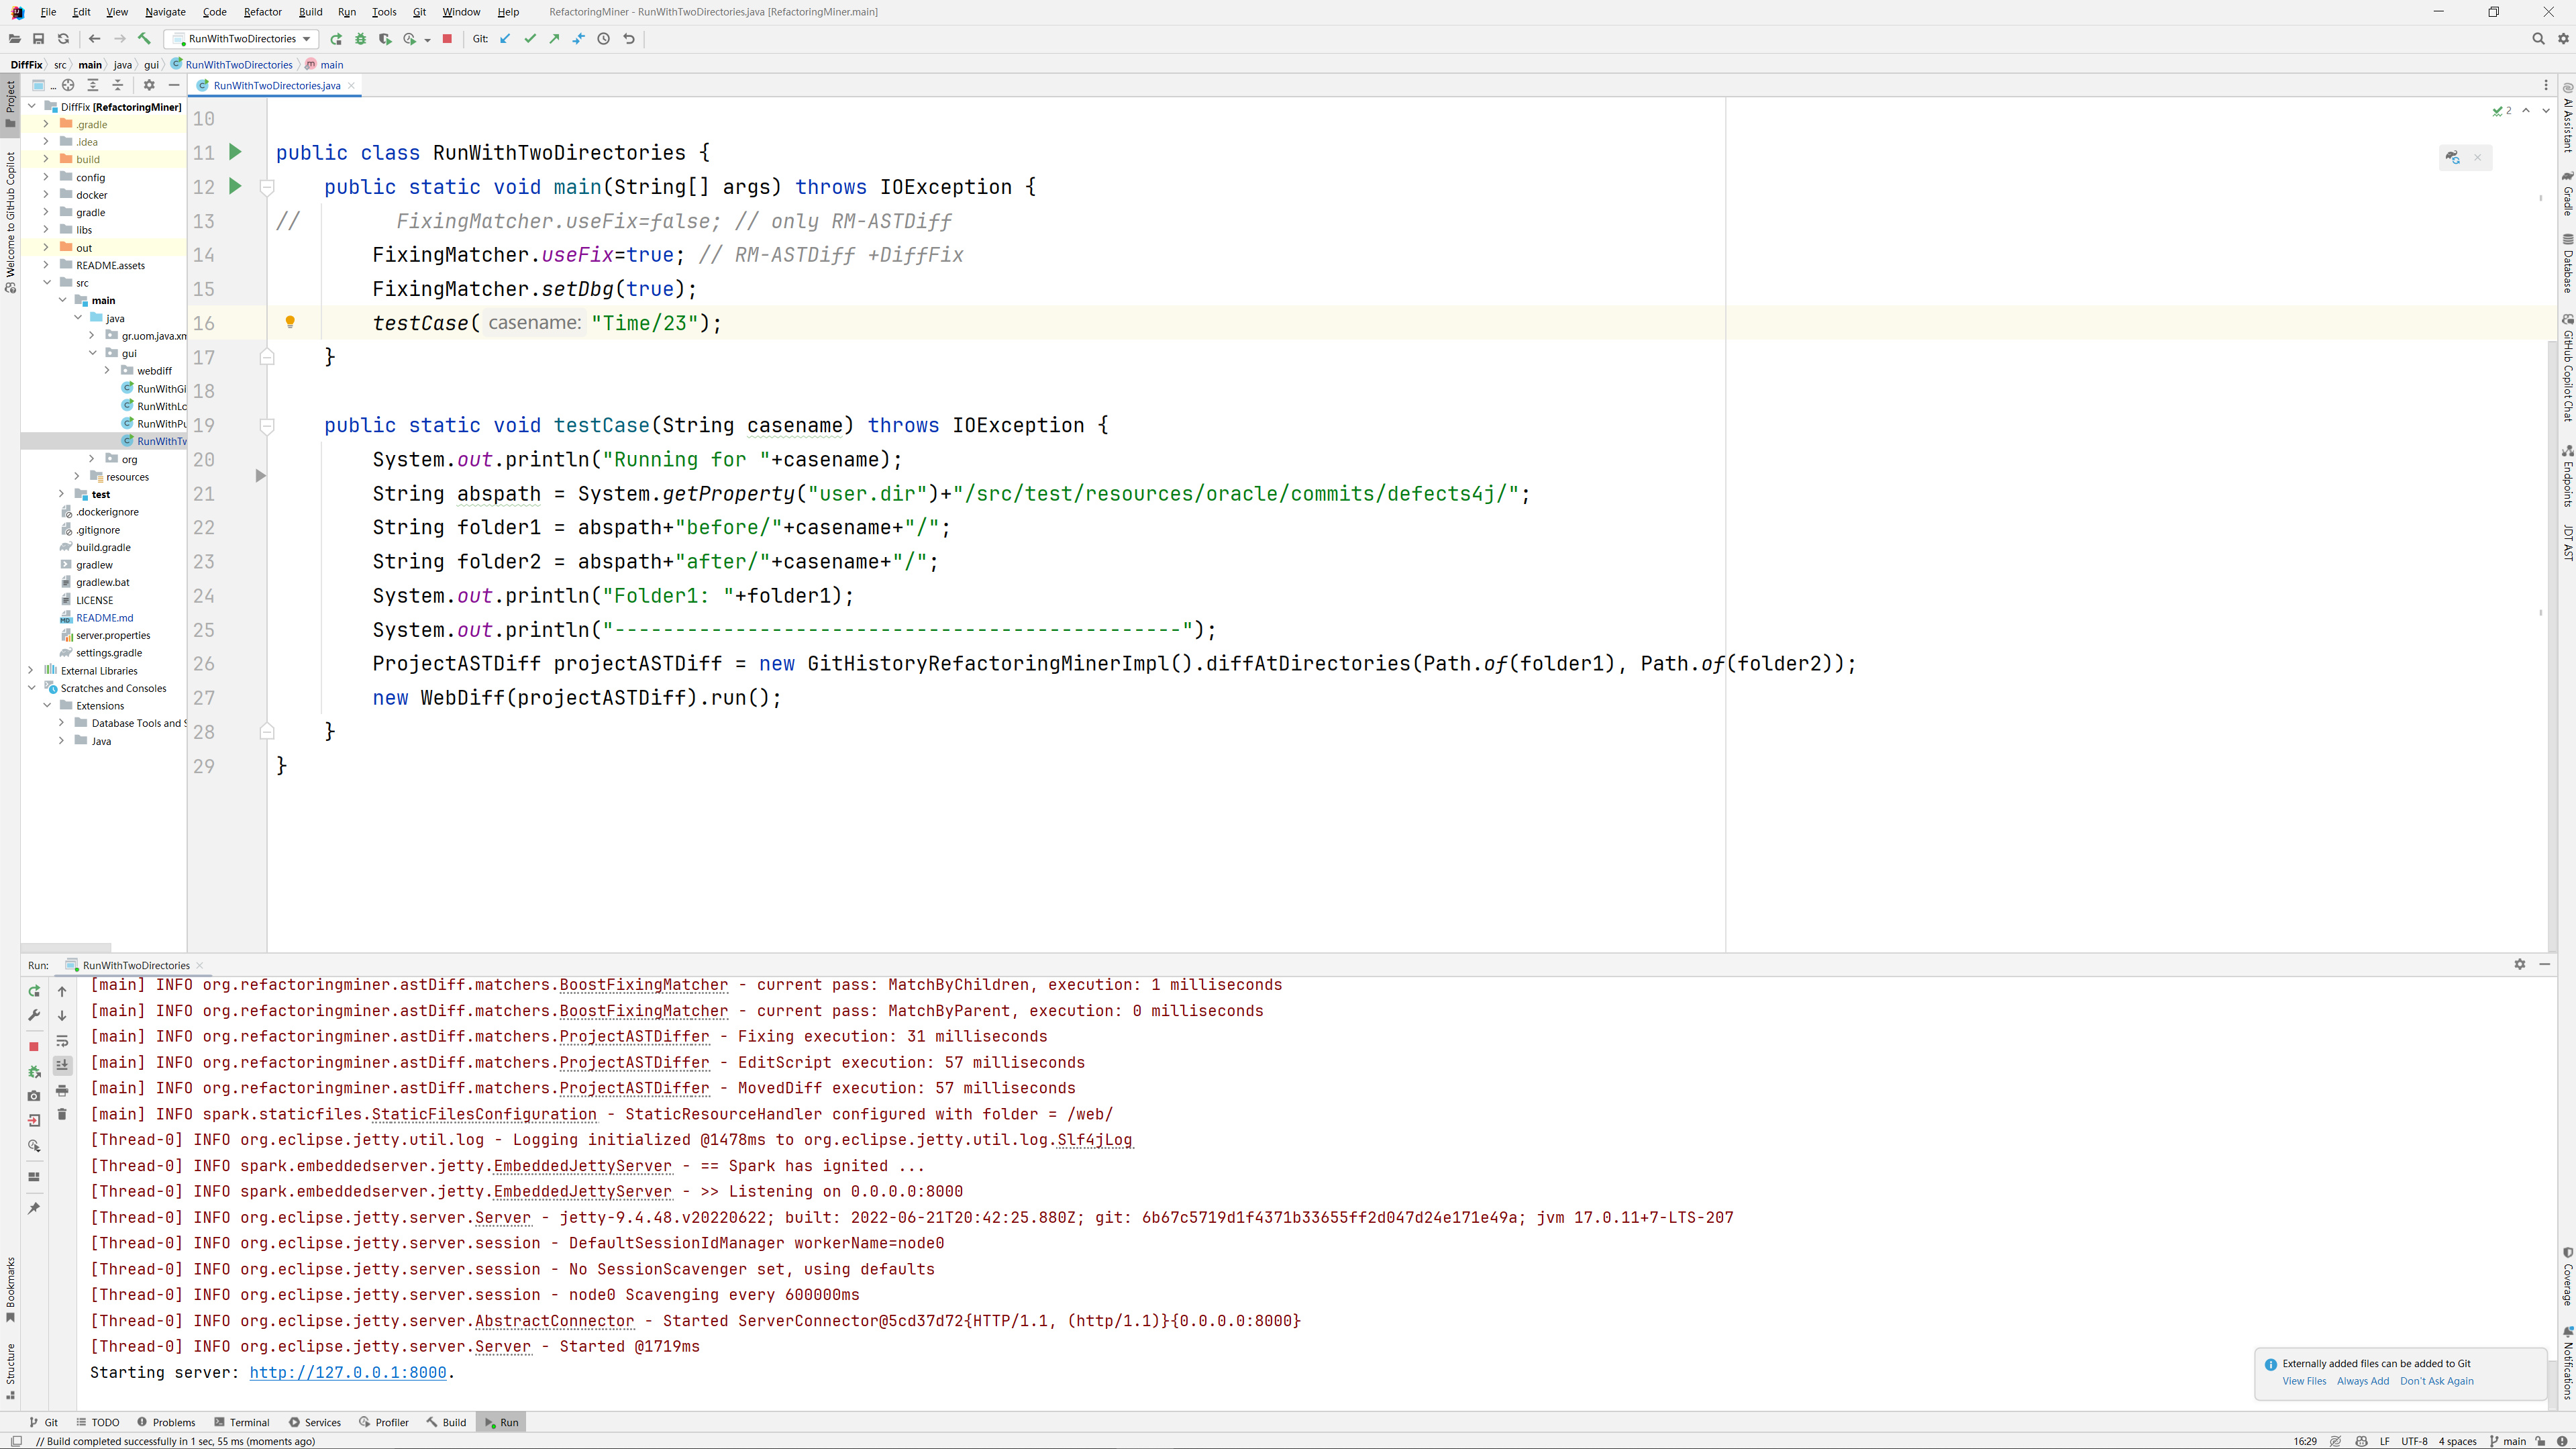 File Edit View Navigate Code Refactor Build Run Tools Git Window Help RefactoringMiner - RunWithTwoDirectories.java [RefactoringMiner.main]
RunWithTwoDirectories Git:
DiffFix src main java gui RunWithTwoDirectories main
... RunWithTwoDirectories.java
Project
Welcome to GitHub Copilot
Bookmarks
Structure
DiffFix [RefactoringMiner]
.gradle
.idea
build
config
docker
gradle
libs
out
README.assets
src
main
java
gr.uom.java.xm
gui
webdiff
RunWithGi
RunWithLo
RunWithPu
RunWithTw
org
resources
test
.dockerignore
.gitignore
build.gradle
gradlew
gradlew.bat
LICENSE
README.md
server.properties
settings.gradle
External Libraries
Scratches and Consoles
Extensions
Database Tools and S
Java
2
10
11 public class RunWithTwoDirectories {
12 public static void main(String[] args) throws IOException {
13 // FixingMatcher.useFix=false; // only RM-ASTDiff
14 FixingMatcher.useFix=true; // RM-ASTDiff +DiffFix
15 FixingMatcher.setDbg(true);
16 testCase( casename: "Time/23");
17 }
18
19 public static void testCase(String casename) throws IOException {
20 System.out.println("Running for "+casename);
21 String abspath = System.getProperty("user.dir")+"/src/test/resources/oracle/commits/defects4j/";
22 String folder1 = abspath+"before/"+casename+"/";
23 String folder2 = abspath+"after/"+casename+"/";
24 System.out.println("Folder1: "+folder1);
25 System.out.println("-----------------------------------------------");
26 ProjectASTDiff projectASTDiff = new GitHistoryRefactoringMinerImpl().diffAtDirectories(Path.of(folder1), Path.of(folder2));
27 new WebDiff(projectASTDiff).run();
28 }
29 }
AI Assistant
Gradle
Database
GitHub Copilot Chat
Endpoints
JDT AST
Coverage
Notifications
Run: RunWithTwoDirectories
[main] INFO org.refactoringminer.astDiff.matchers.BoostFixingMatcher - current pass: MatchByChildren, execution: 1 milliseconds
[main] INFO org.refactoringminer.astDiff.matchers.BoostFixingMatcher - current pass: MatchByParent, execution: 0 milliseconds
[main] INFO org.refactoringminer.astDiff.matchers.ProjectASTDiffer - Fixing execution: 31 milliseconds
[main] INFO org.refactoringminer.astDiff.matchers.ProjectASTDiffer - EditScript execution: 57 milliseconds
[main] INFO org.refactoringminer.astDiff.matchers.ProjectASTDiffer - MovedDiff execution: 57 milliseconds
[main] INFO spark.staticfiles.StaticFilesConfiguration - StaticResourceHandler configured with folder = /web/
[Thread-0] INFO org.eclipse.jetty.util.log - Logging initialized @1478ms to org.eclipse.jetty.util.log.Slf4jLog
[Thread-0] INFO spark.embeddedserver.jetty.EmbeddedJettyServer - == Spark has ignited ...
[Thread-0] INFO spark.embeddedserver.jetty.EmbeddedJettyServer - >> Listening on 0.0.0.0:8000
[Thread-0] INFO org.eclipse.jetty.server.Server - jetty-9.4.48.v20220622; built: 2022-06-21T20:42:25.880Z; git: 6b67c5719d1f4371b33655ff2d047d24e171e49a; jvm 17.0.11+7-LTS-207
[Thread-0] INFO org.eclipse.jetty.server.session - DefaultSessionIdManager workerName=node0
[Thread-0] INFO org.eclipse.jetty.server.session - No SessionScavenger set, using defaults
[Thread-0] INFO org.eclipse.jetty.server.session - node0 Scavenging every 600000ms
[Thread-0] INFO org.eclipse.jetty.server.AbstractConnector - Started ServerConnector@5cd37d72{HTTP/1.1, (http/1.1)}{0.0.0.0:8000}
[Thread-0] INFO org.eclipse.jetty.server.Server - Started @1719ms
Starting server: http://127.0.0.1:8000.
Externally added files can be added to Git
View Files Always Add Don't Ask Again
Git TODO Problems Terminal Services Profiler Build Run
// Build completed successfully in 1 sec, 55 ms (moments ago) 16:29 LF UTF-8 4 spaces main